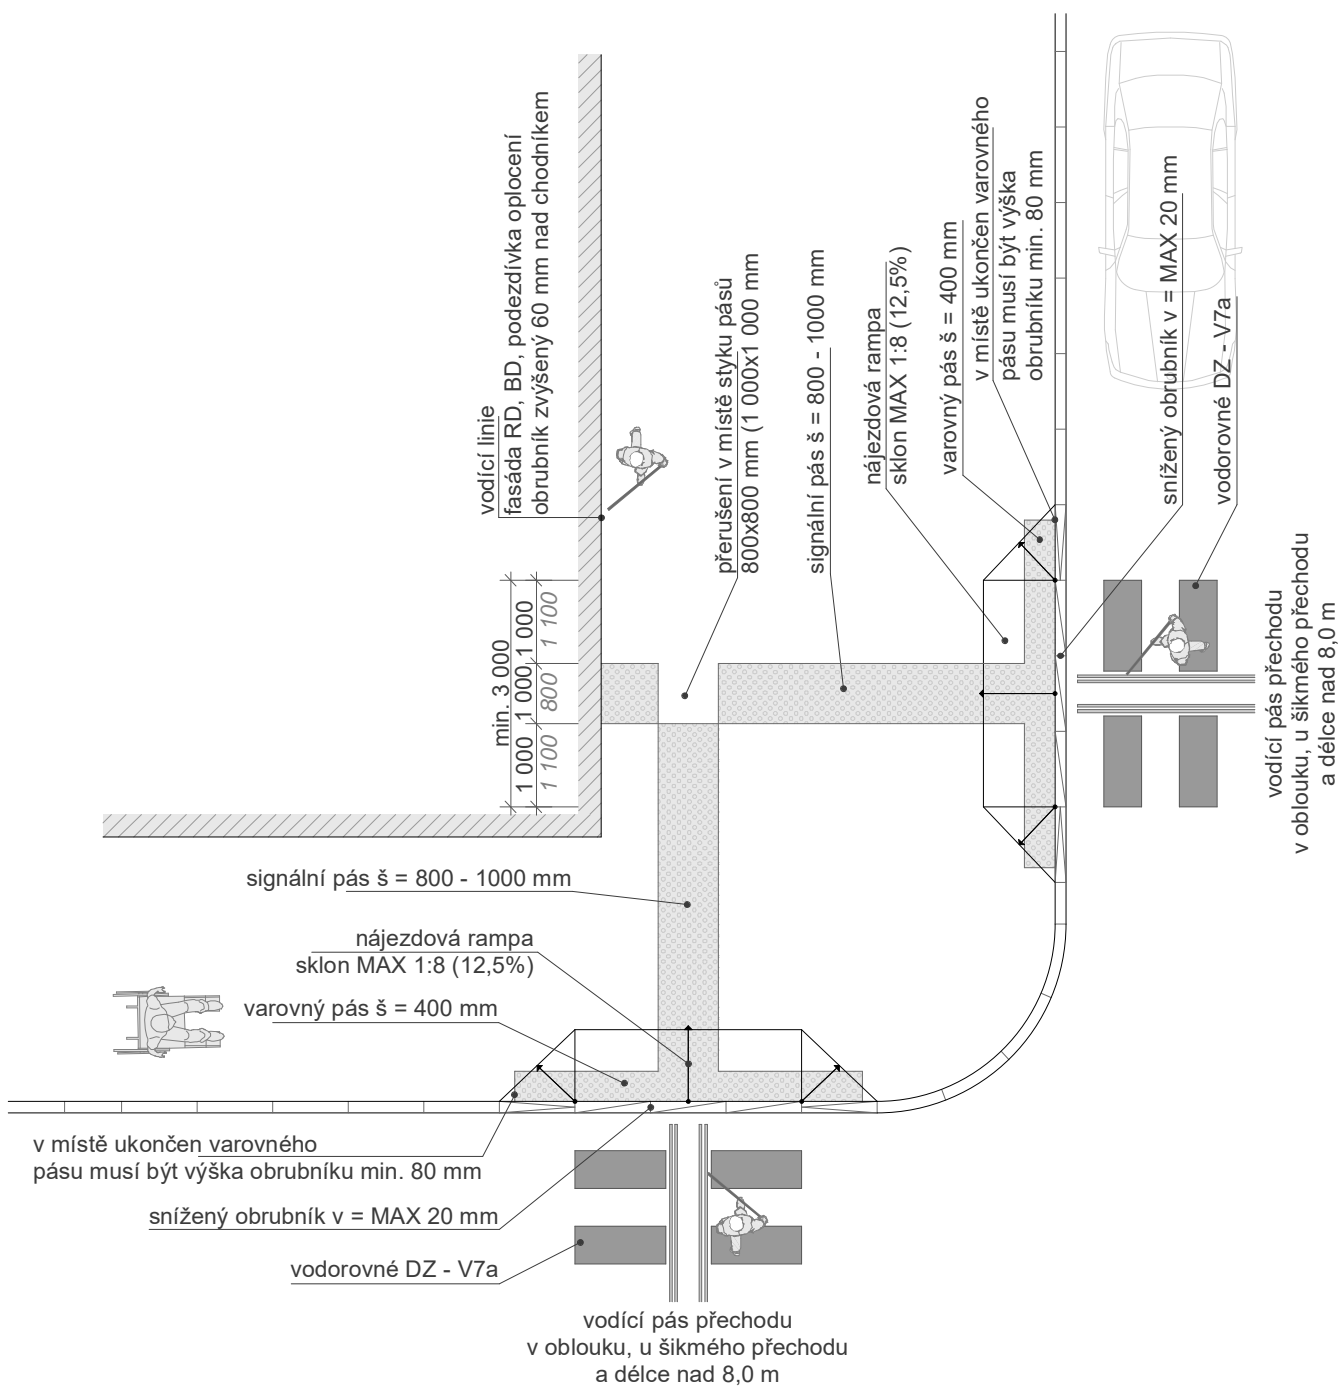 vodící linie
fasáda RD, BD, podezdívka oplocení
obrubník zvýšený 60 mm nad chodníkem
přerušení v místě styku pásů
800x800 mm (1 000x1 000 mm
signální pás š = 800 - 1000 mm
nájezdová rampa
sklon MAX 1:8 (12,5%)
varovný pás š = 400 mm
v místě ukončen varovného
pásu musí být výška
obrubníku min. 80 mm
snížený obrubník v = MAX 20 mm
vodorovné DZ - V7a
vodící pás přechodu
v oblouku, u šikmého přechodu
a délce nad 8,0 m
min. 3 000
1 000 1 000 1 000
1 100 800 1 100
signální pás š = 800 - 1000 mm
nájezdová rampa
sklon MAX 1:8 (12,5%)
varovný pás š = 400 mm
v místě ukončen varovného
pásu musí být výška obrubníku min. 80 mm
snížený obrubník v = MAX 20 mm
vodorovné DZ - V7a
vodící pás přechodu
v oblouku, u šikmého přechodu
a délce nad 8,0 m